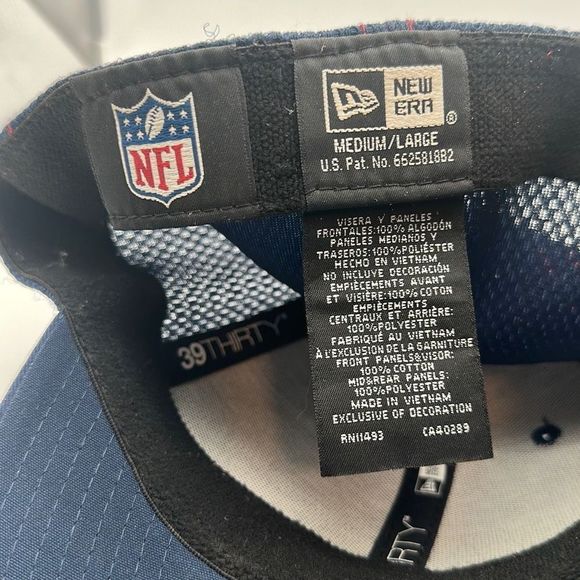 NFL
NEW
ERA®
MEDIUM/LARGE
U.S. Pat. No. 6625818B2
VISERA Y PANELES
FRONTALES:100% ALGODÓN
PANELES MEDIANOS Y
TRASEROS:100%POLIÉSTER
HECHO EN VIETNAM
NO INCLUYE DECORACIÓN
EMPIÈCEMENTS AVANT
ET VISIÈRE:100% COTON
EMPIÈCEMENTS
CENTRAUX ET ARRIÈRE:
100%POLYESTER
FABRIQUÉ AU VIETNAM
À L'EXCLUSION DE LA GARNITURE
FRONT PANELS&VISOR:
100% COTTON
MID&REAR PANELS:
100%POLYESTER
MADE IN VIETNAM
EXCLUSIVE OF DECORATION
RN11493 CA40289
39THIRTY®
RTY®